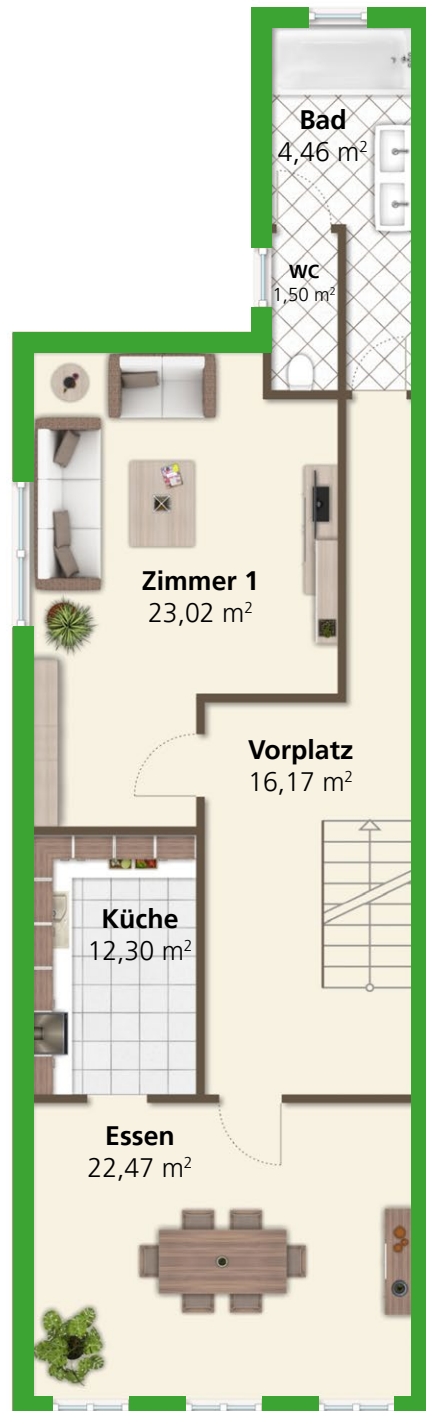 Bad
4,46 m²
WC
1,50 m²
Zimmer 1
23,02 m²
Vorplatz
16,17 m²
Küche
12,30 m²
Essen
22,47 m²